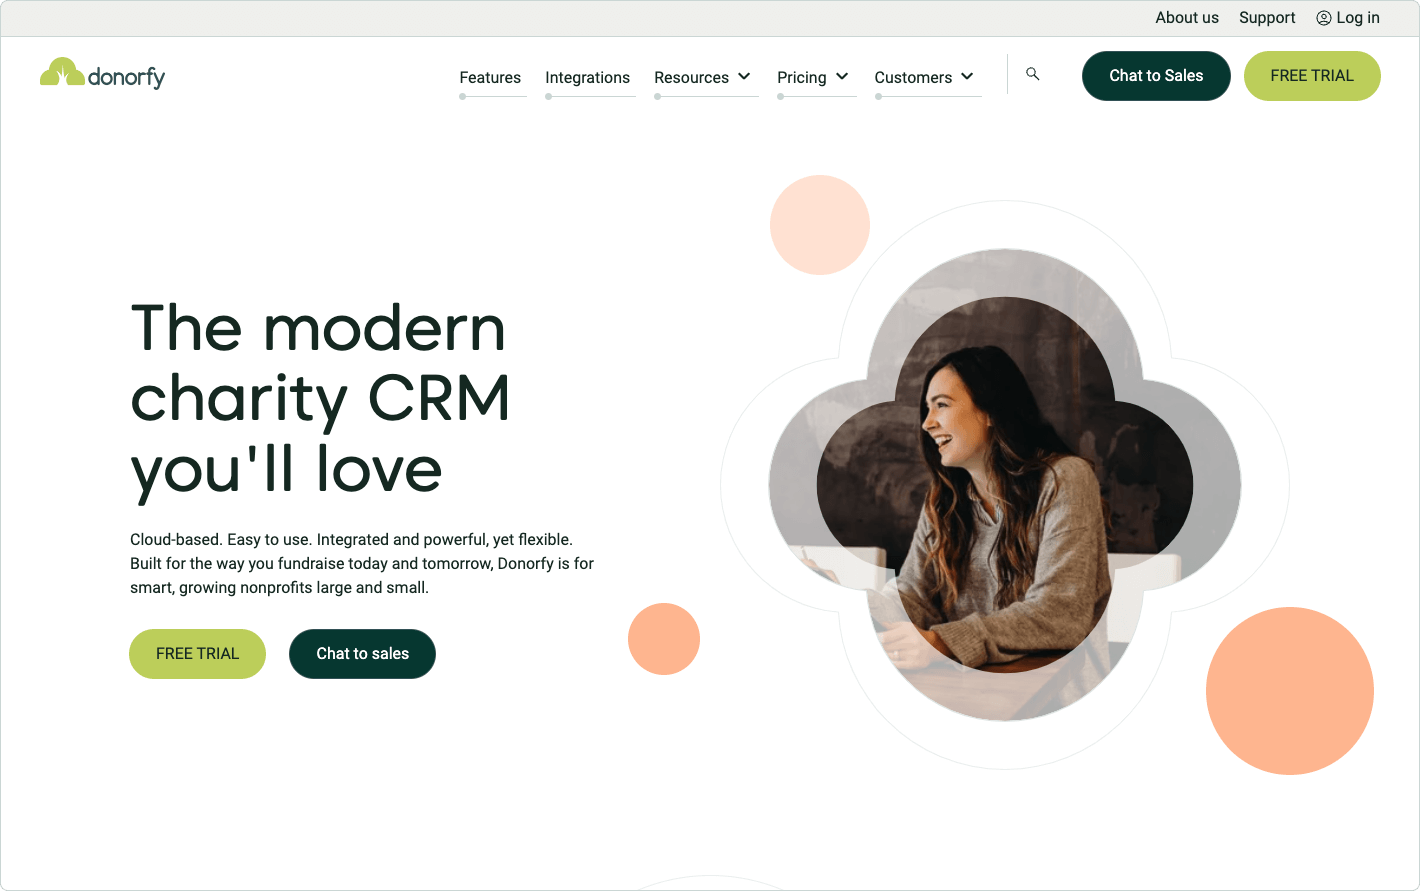 About us
Support
Log in
donorfy
Features
Integrations
Resources
Pricing
Customers
Chat to Sales
FREE TRIAL
The modern
charity CRM
you'll love
Cloud-based. Easy to use. Integrated and powerful, yet flexible.
Built for the way you fundraise today and tomorrow, Donorfy is for
smart, growing nonprofits large and small.
FREE TRIAL
Chat to sales